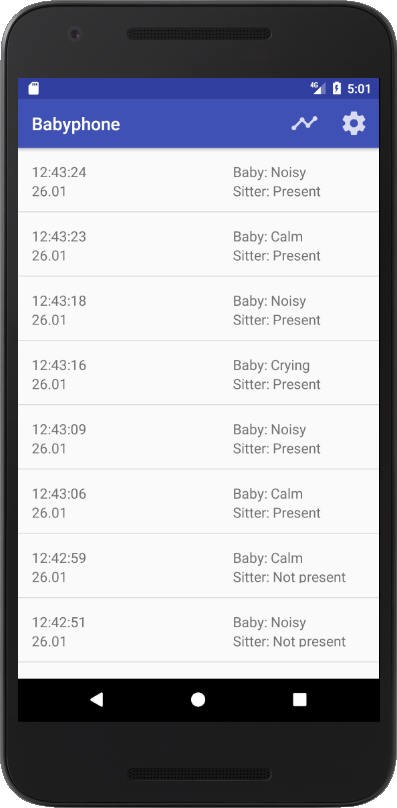 4G 5:01
Babyphone
12:43:24 Baby: Noisy
26.01 Sitter: Present
12:43:23 Baby: Calm
26.01 Sitter: Present
12:43:18 Baby: Noisy
26.01 Sitter: Present
12:43:16 Baby: Crying
26.01 Sitter: Present
12:43:09 Baby: Noisy
26.01 Sitter: Present
12:43:06 Baby: Calm
26.01 Sitter: Present
12:42:59 Baby: Calm
26.01 Sitter: Not present
12:42:51 Baby: Noisy
26.01 Sitter: Not present